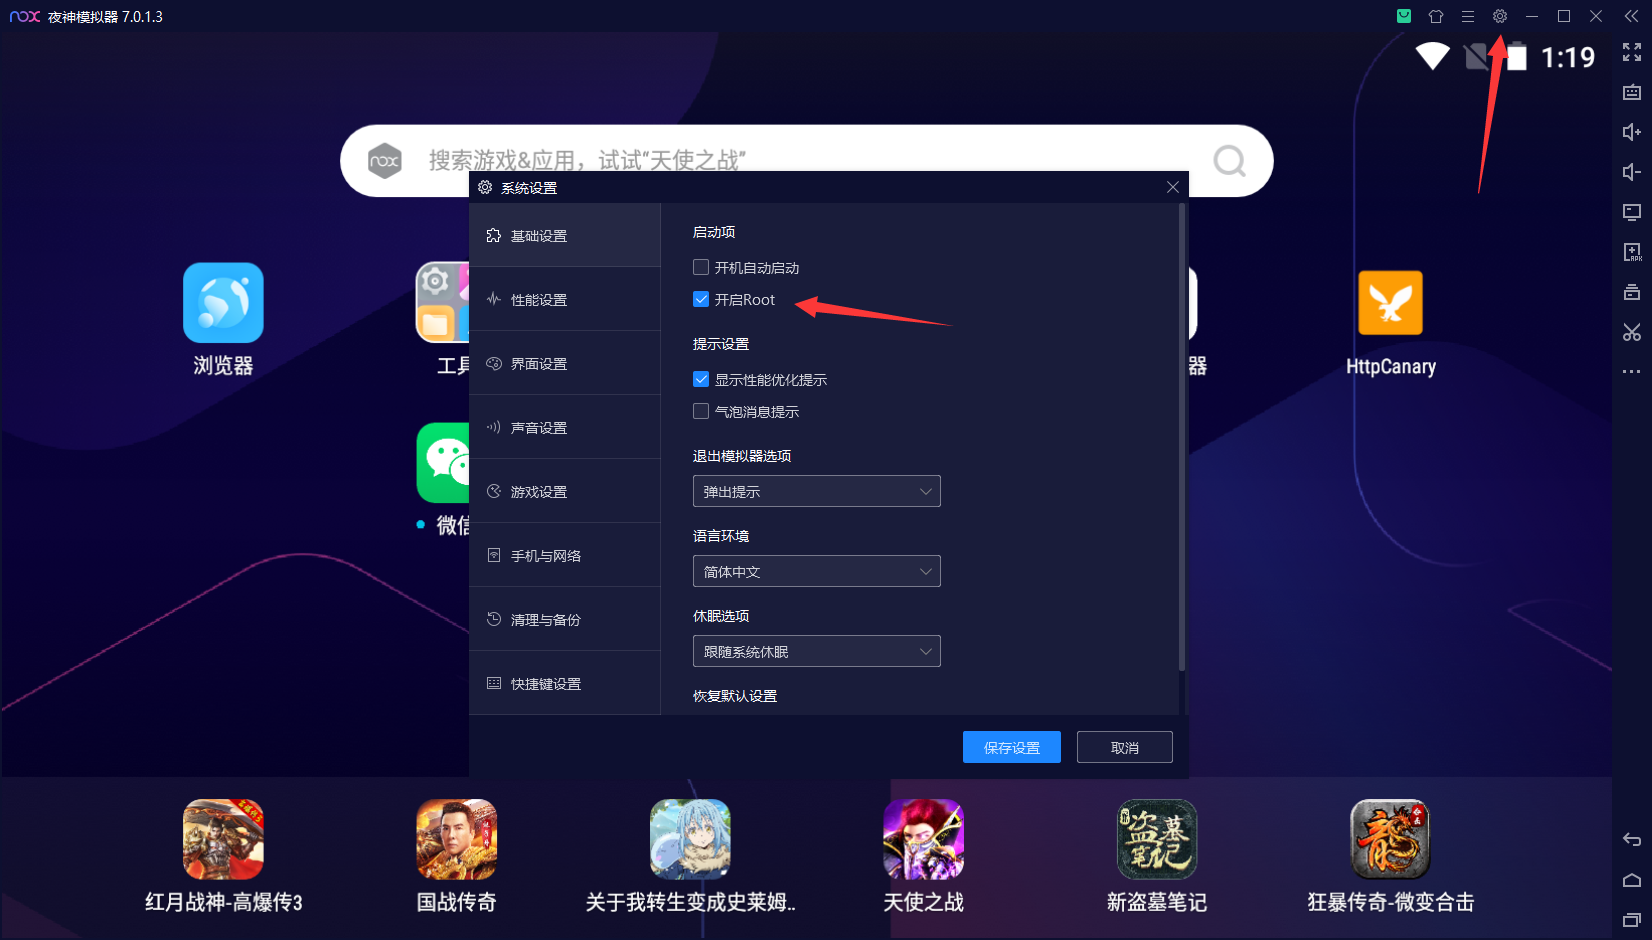 nox 夜神模拟器 7.0.1.3
1:19
nox 搜索游戏&应用，试试“天使之战”
系统设置
基础设置
性能设置
界面设置
声音设置
游戏设置
手机与网络
清理与备份
快捷键设置
启动项
开机自动启动
开启Root
提示设置
显示性能优化提示
气泡消息提示
退出模拟器选项
弹出提示
语言环境
简体中文
休眠选项
跟随系统休眠
恢复默认设置
保存设置
取消
浏览器
工具
器
HttpCanary
微信
APK
盗墓笔记
龍
红月战神-高爆传3
国战传奇
关于我转生变成史莱姆..
天使之战
新盗墓笔记
狂暴传奇-微变合击